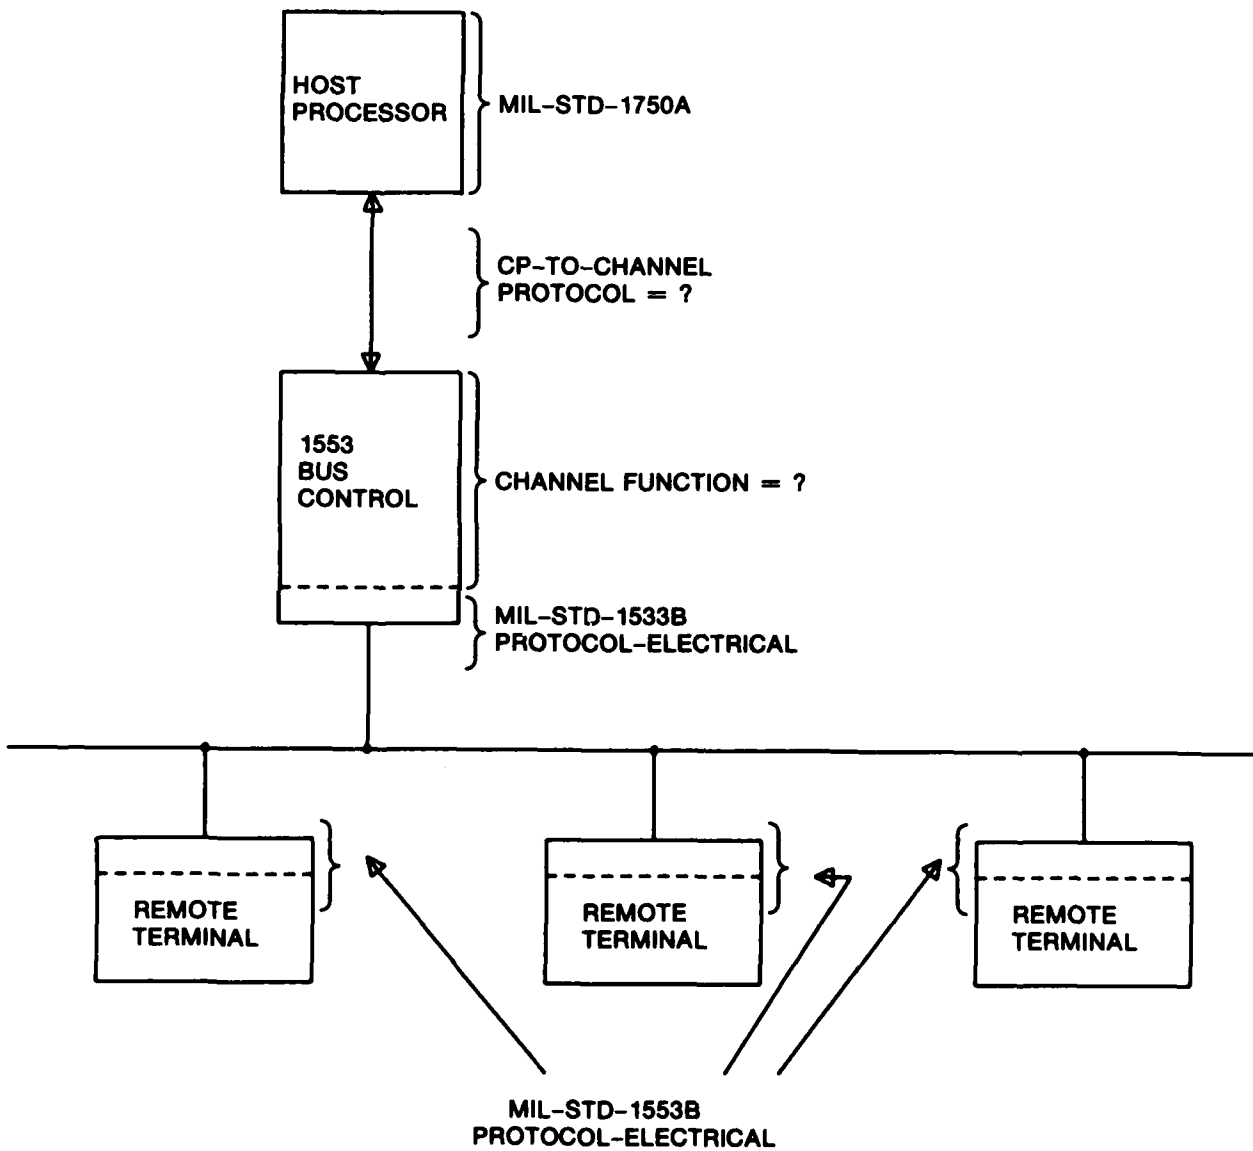 HOST
PROCESSOR
MIL-STD-1750A
CP-TO-CHANNEL
PROTOCOL = ?
1553
BUS
CONTROL
CHANNEL FUNCTION = ?
MIL-STD-1533B
PROTOCOL-ELECTRICAL
REMOTE
TERMINAL
REMOTE
TERMINAL
REMOTE
TERMINAL
MIL-STD-1553B
PROTOCOL-ELECTRICAL